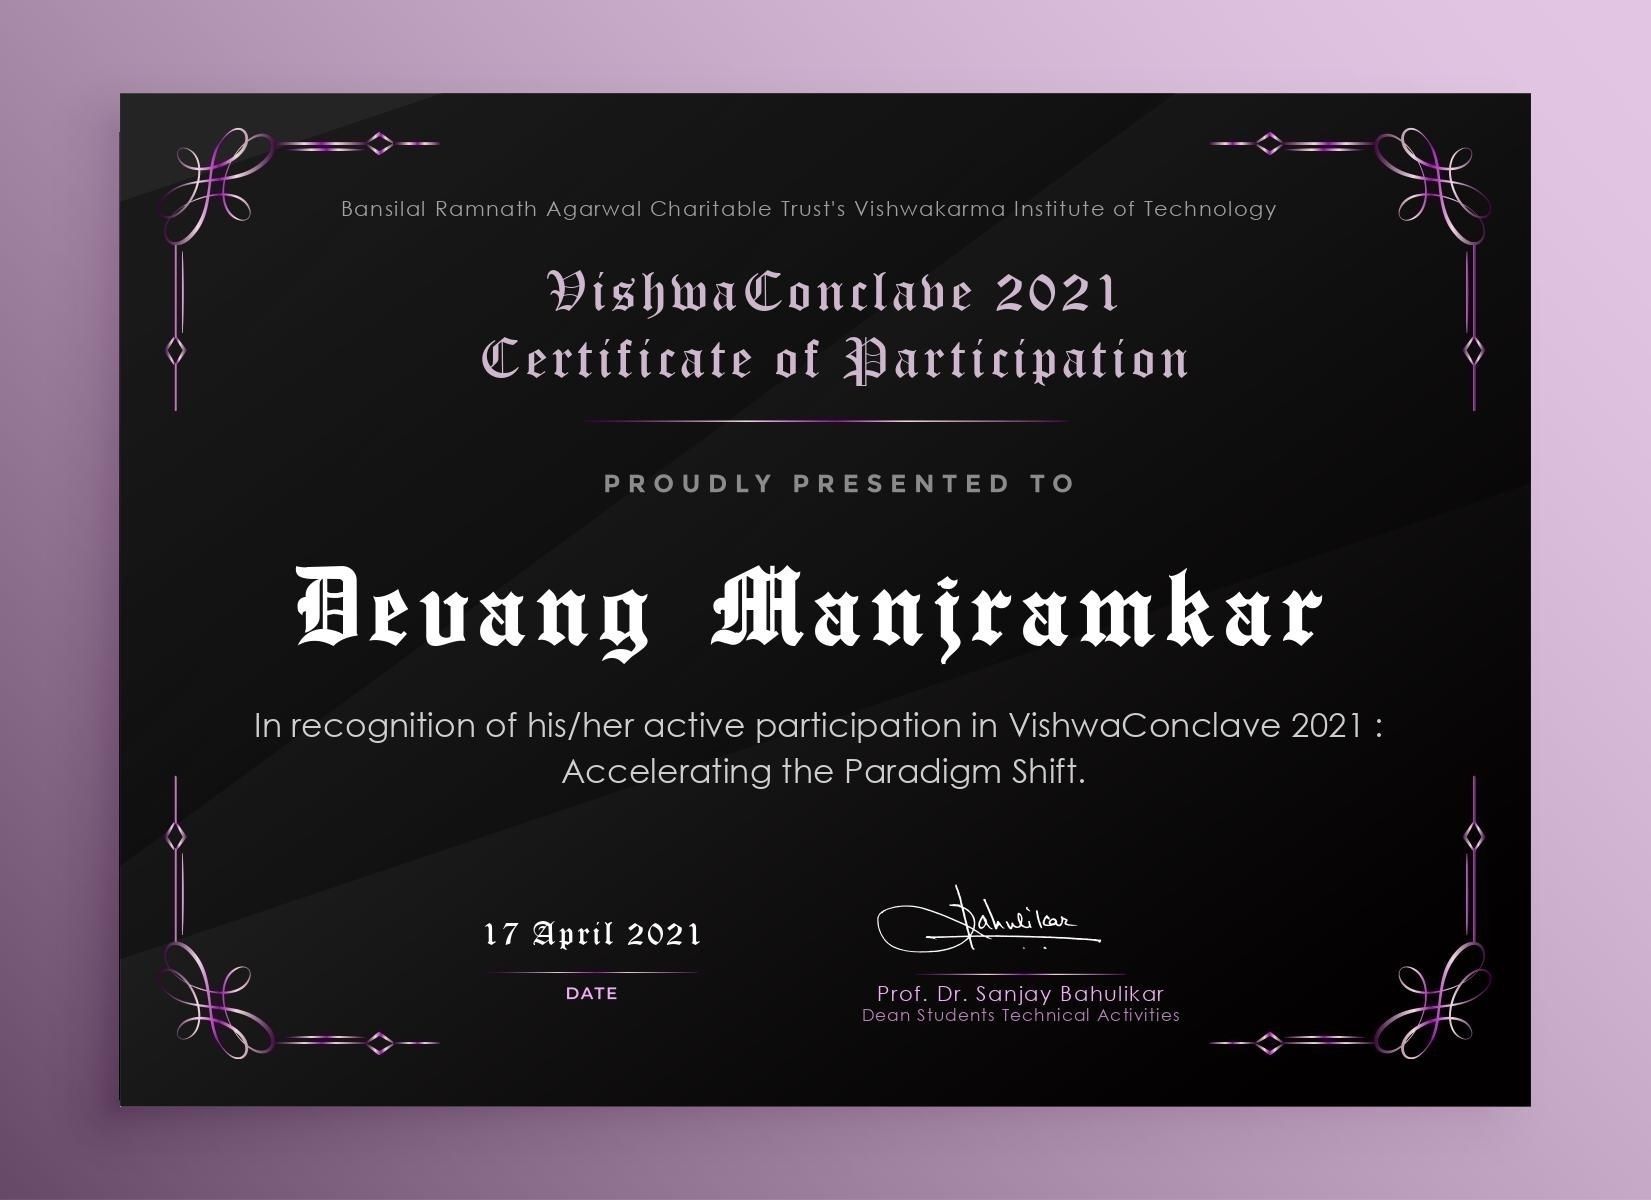 Bansilal Ramnath Agarwal Charitable Trust's Vishwakarma Institute of Technology
VishwaConclave 2021
Certificate of Participation
PROUDLY PRESENTED TO
Devang Manjramkar
In recognition of his/her active participation in VishwaConclave 2021 :
Accelerating the Paradigm Shift.
17 April 2021
DATE
Bahulikar
Prof. Dr. Sanjay Bahulikar
Dean Students Technical Activities